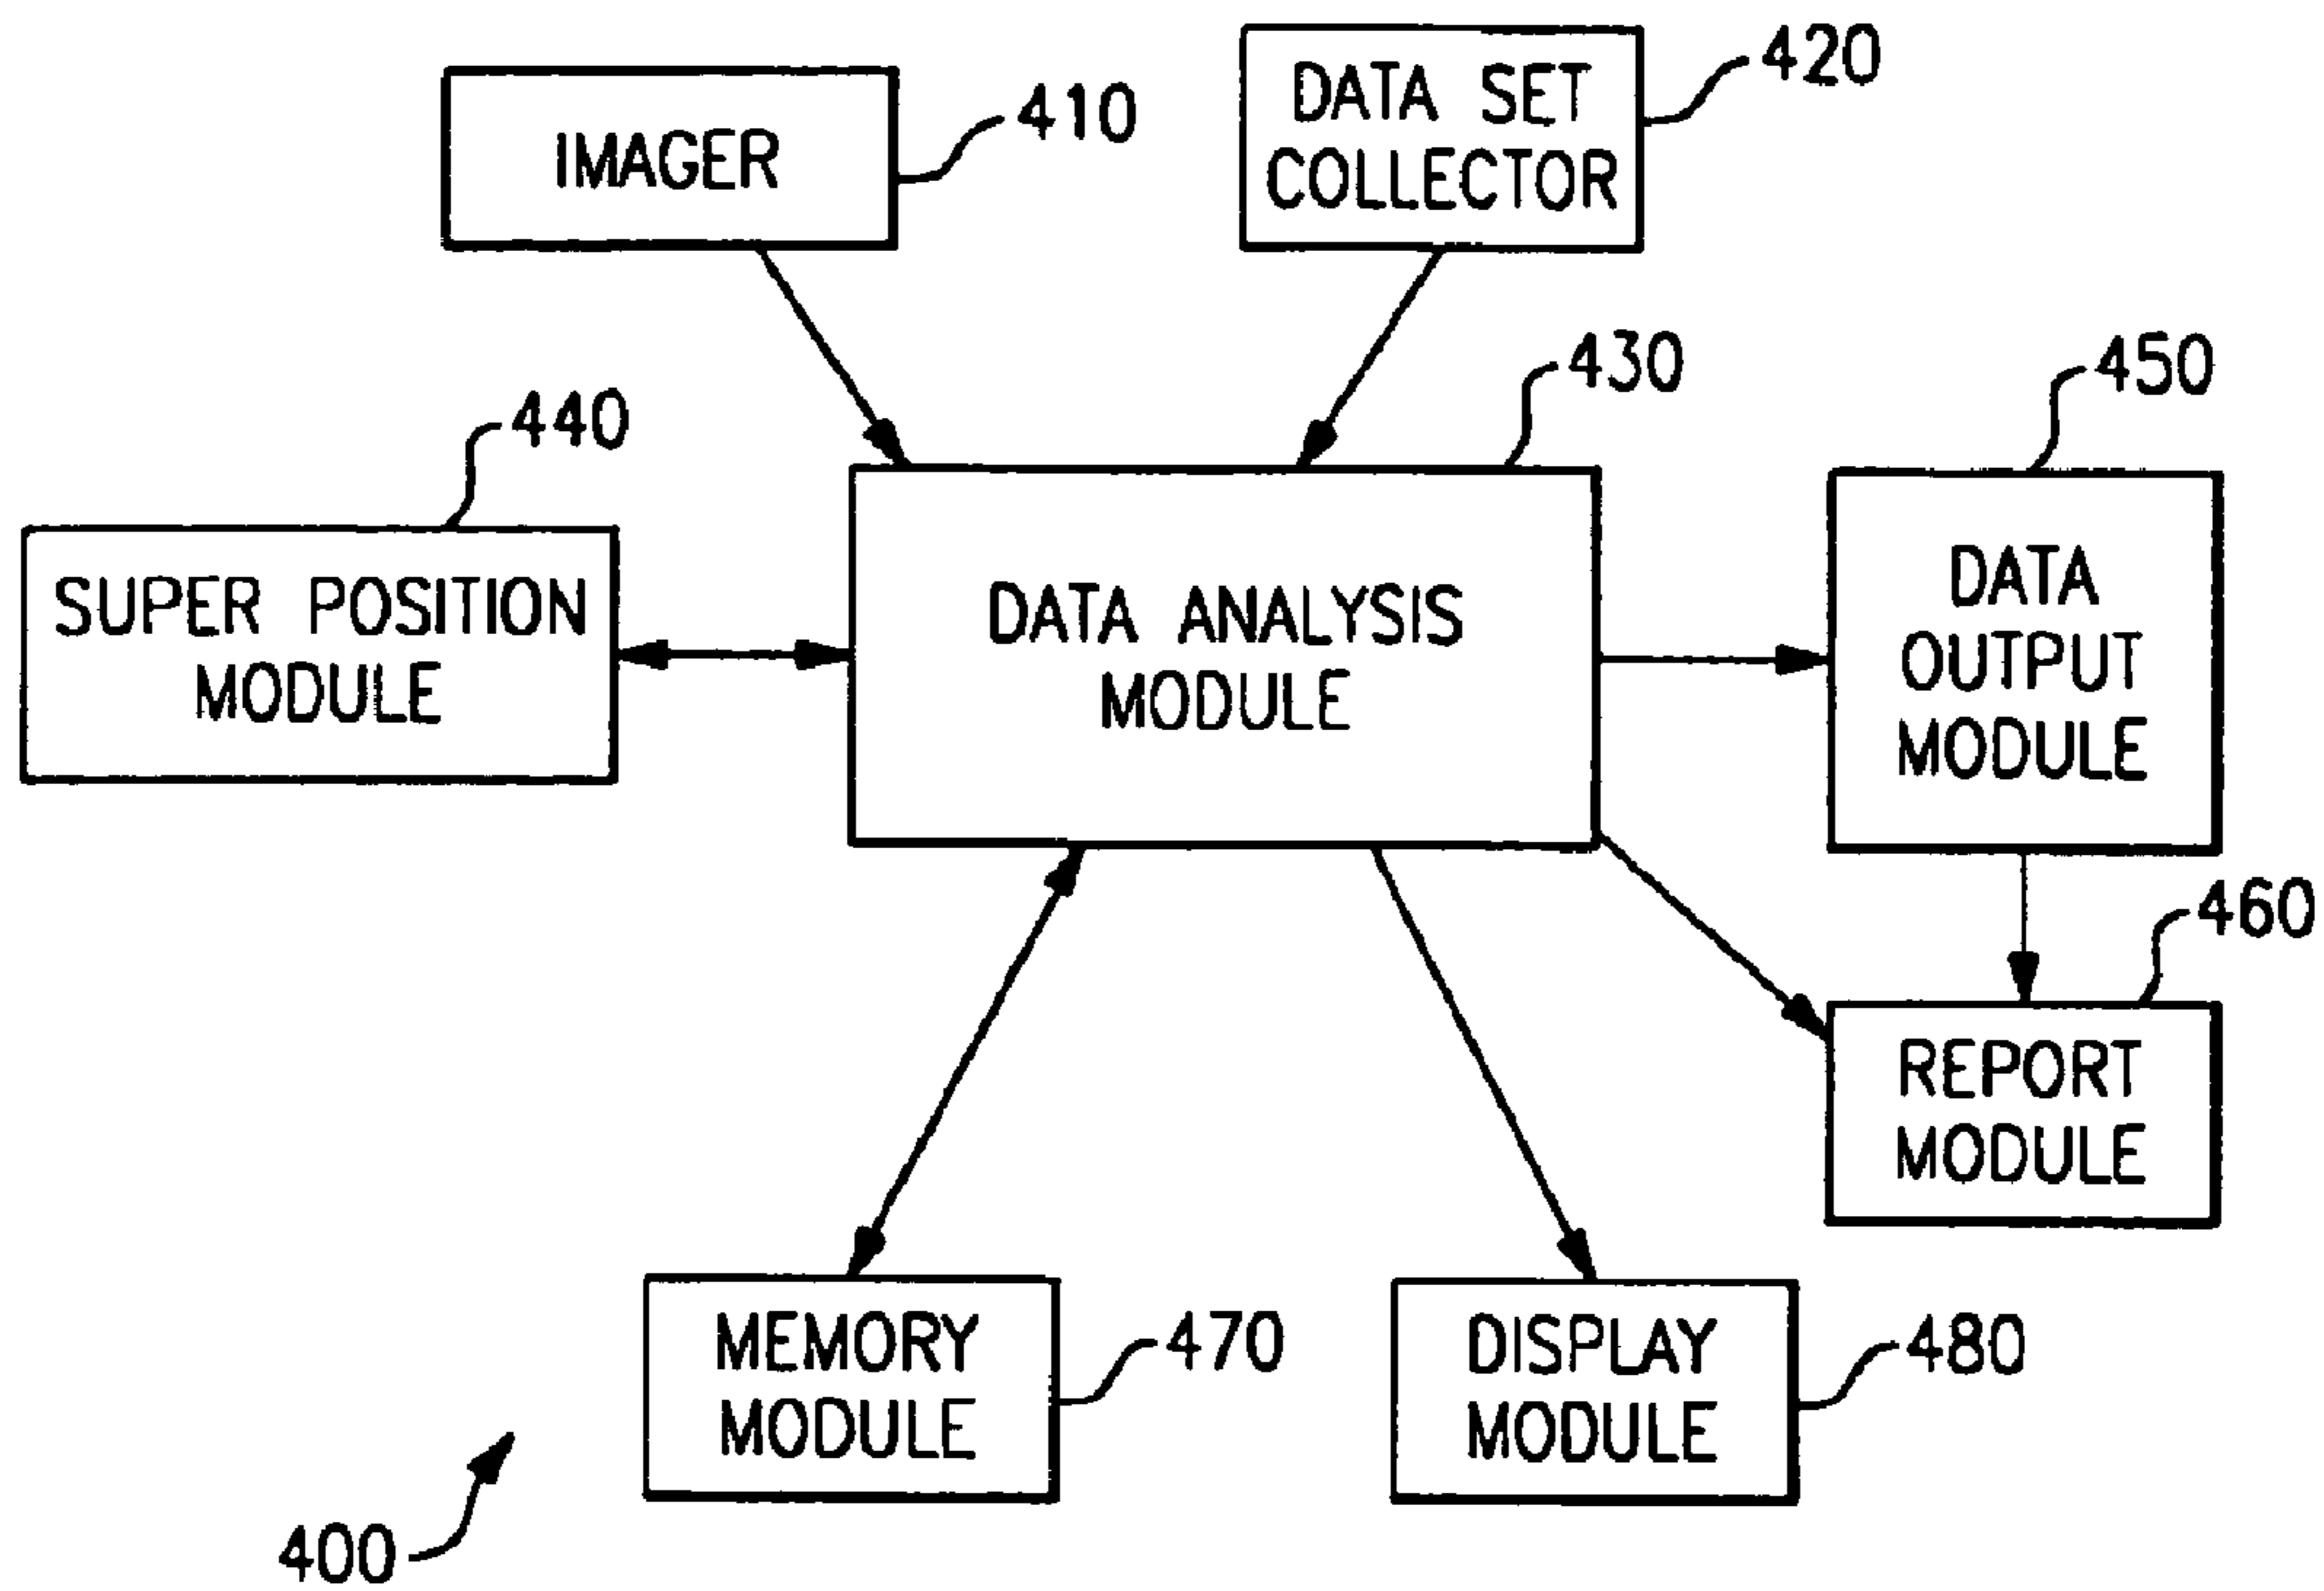 IMAGER
410
DATA SET
COLLECTOR
420
430
440
450
SUPER POSITION
MODULE
DATA ANALYSIS
MODULE
DATA
OUTPUT
MODULE
460
REPORT
MODULE
MEMORY
MODULE
470
DISPLAY
MODULE
480
400